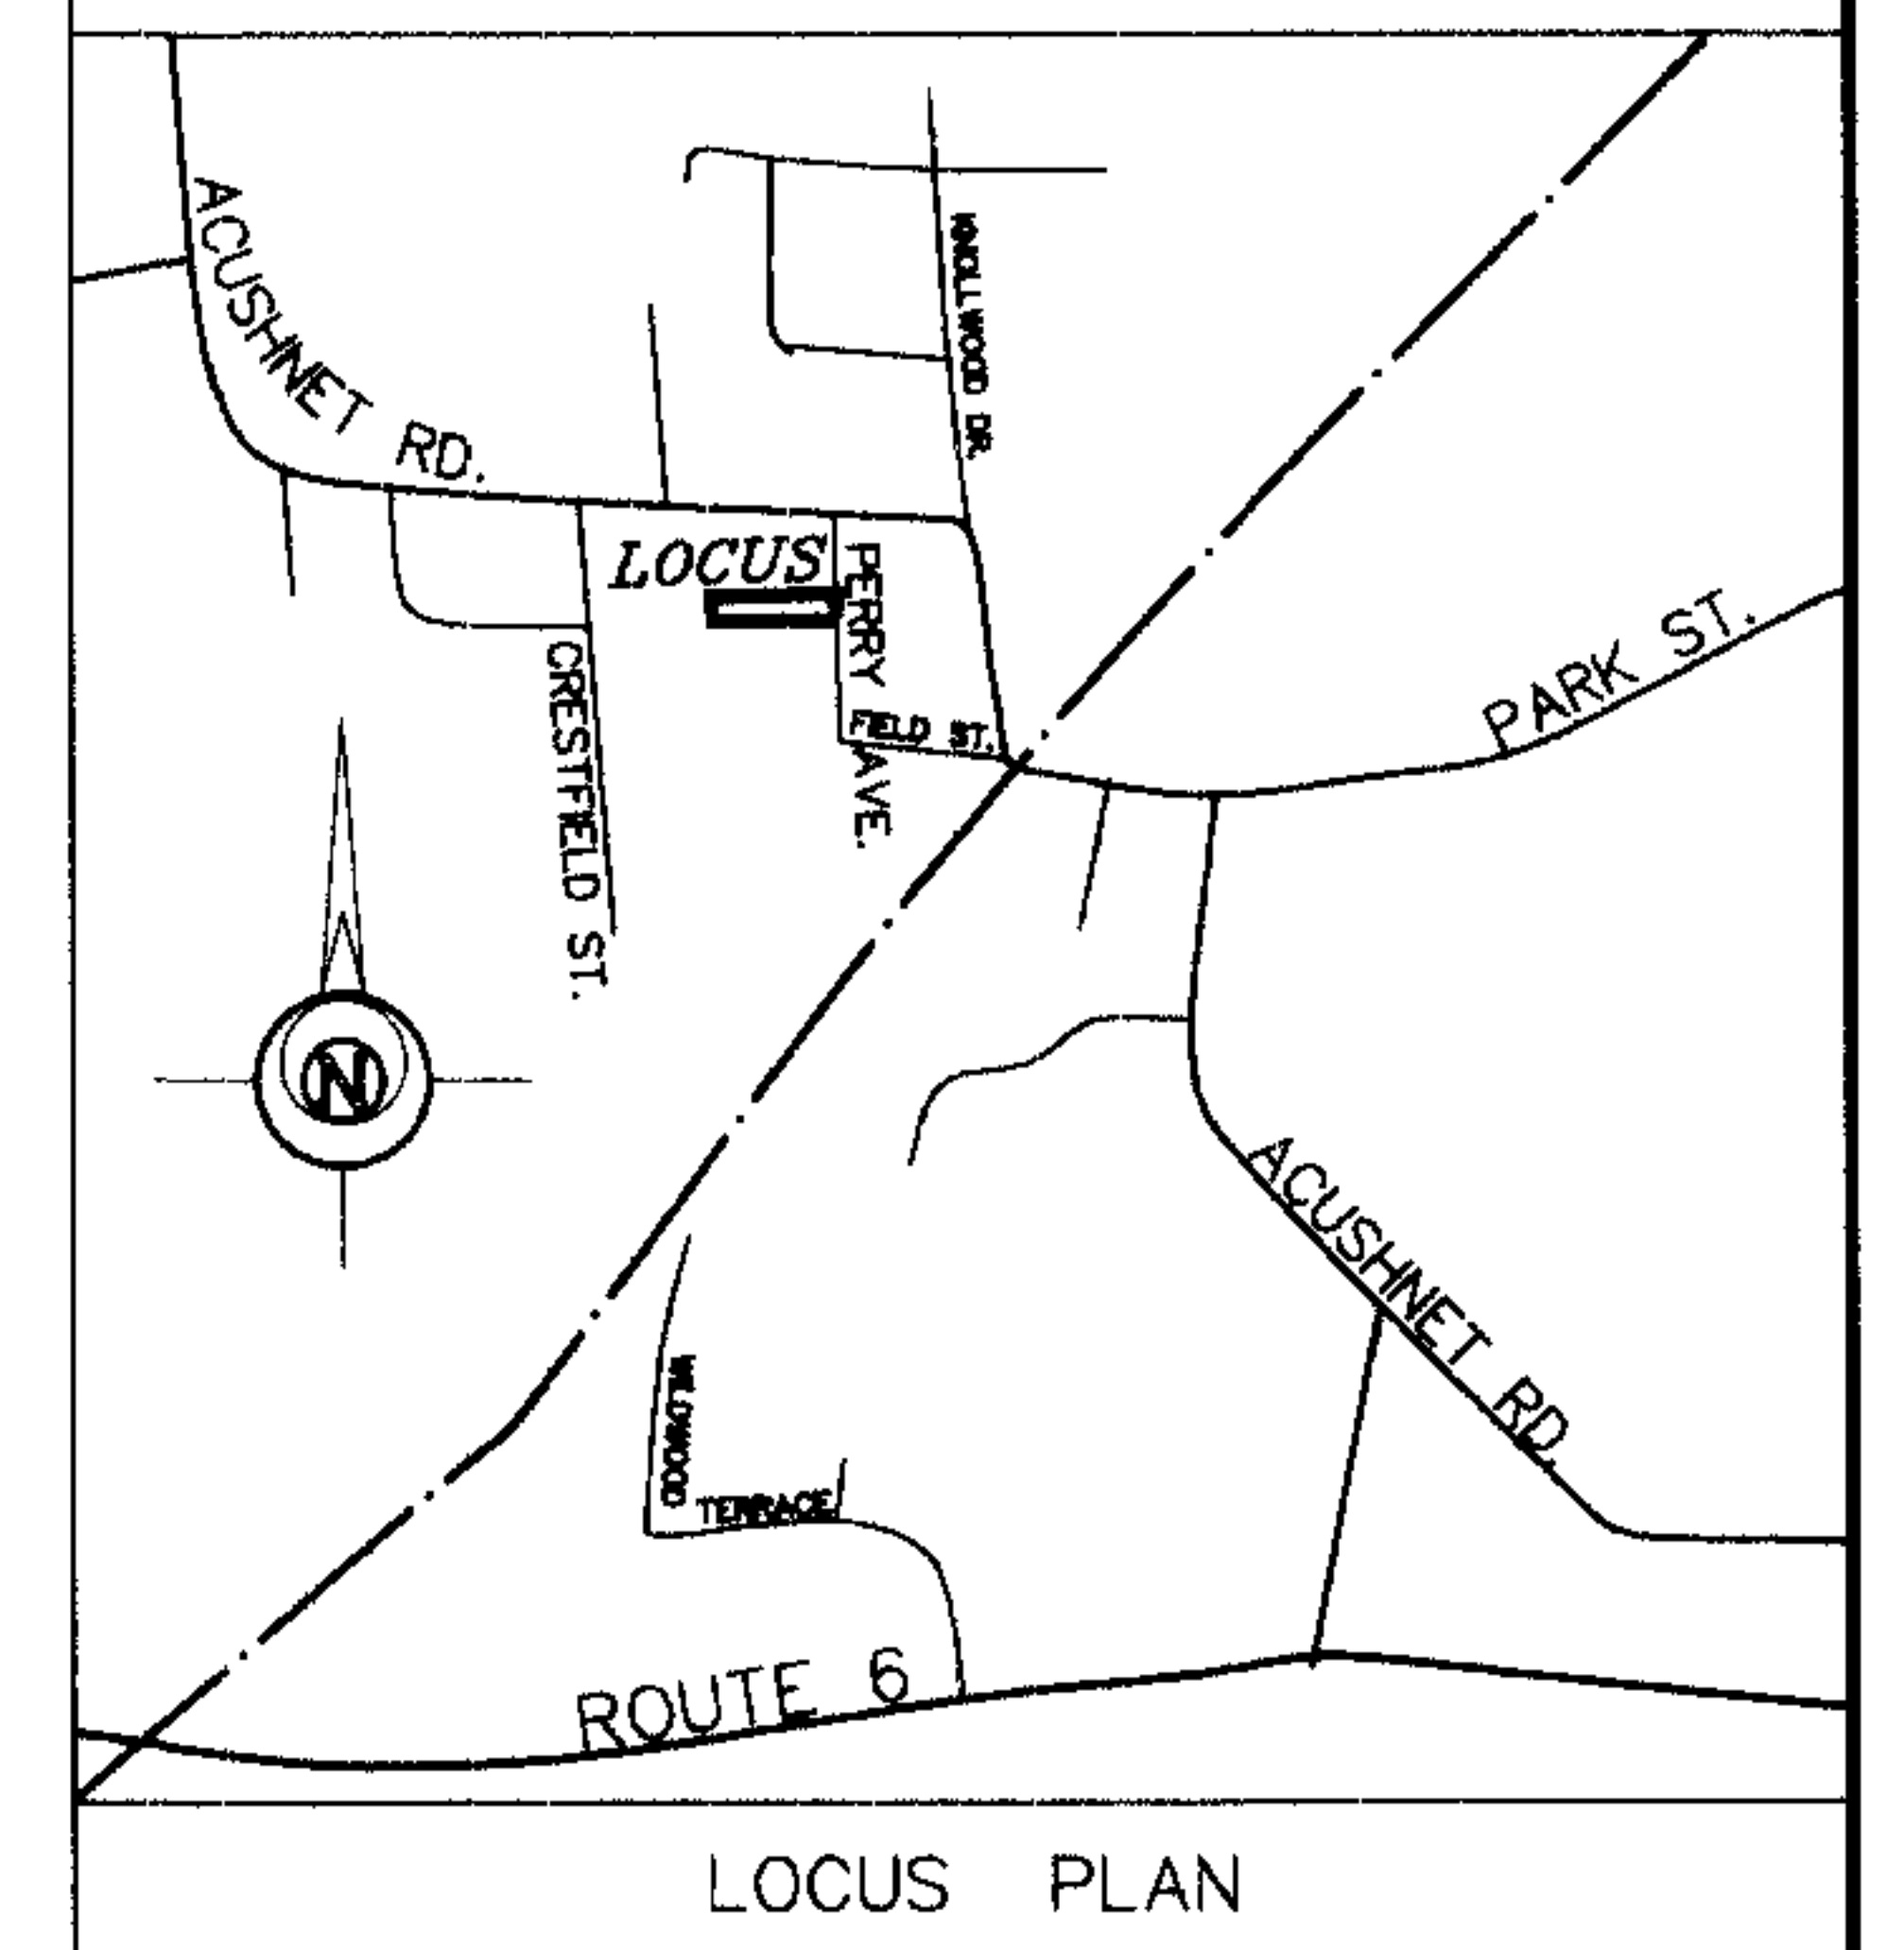 ACUSHNET RD.
KNOLLWOOD DR.
LOCUS
PERRY AVE.
FIELD ST.
PARK ST.
CRESTFIELD ST.
N
ACUSHNET RD.
WILDWOOD
TERRACE
ROUTE 6
LOCUS PLAN